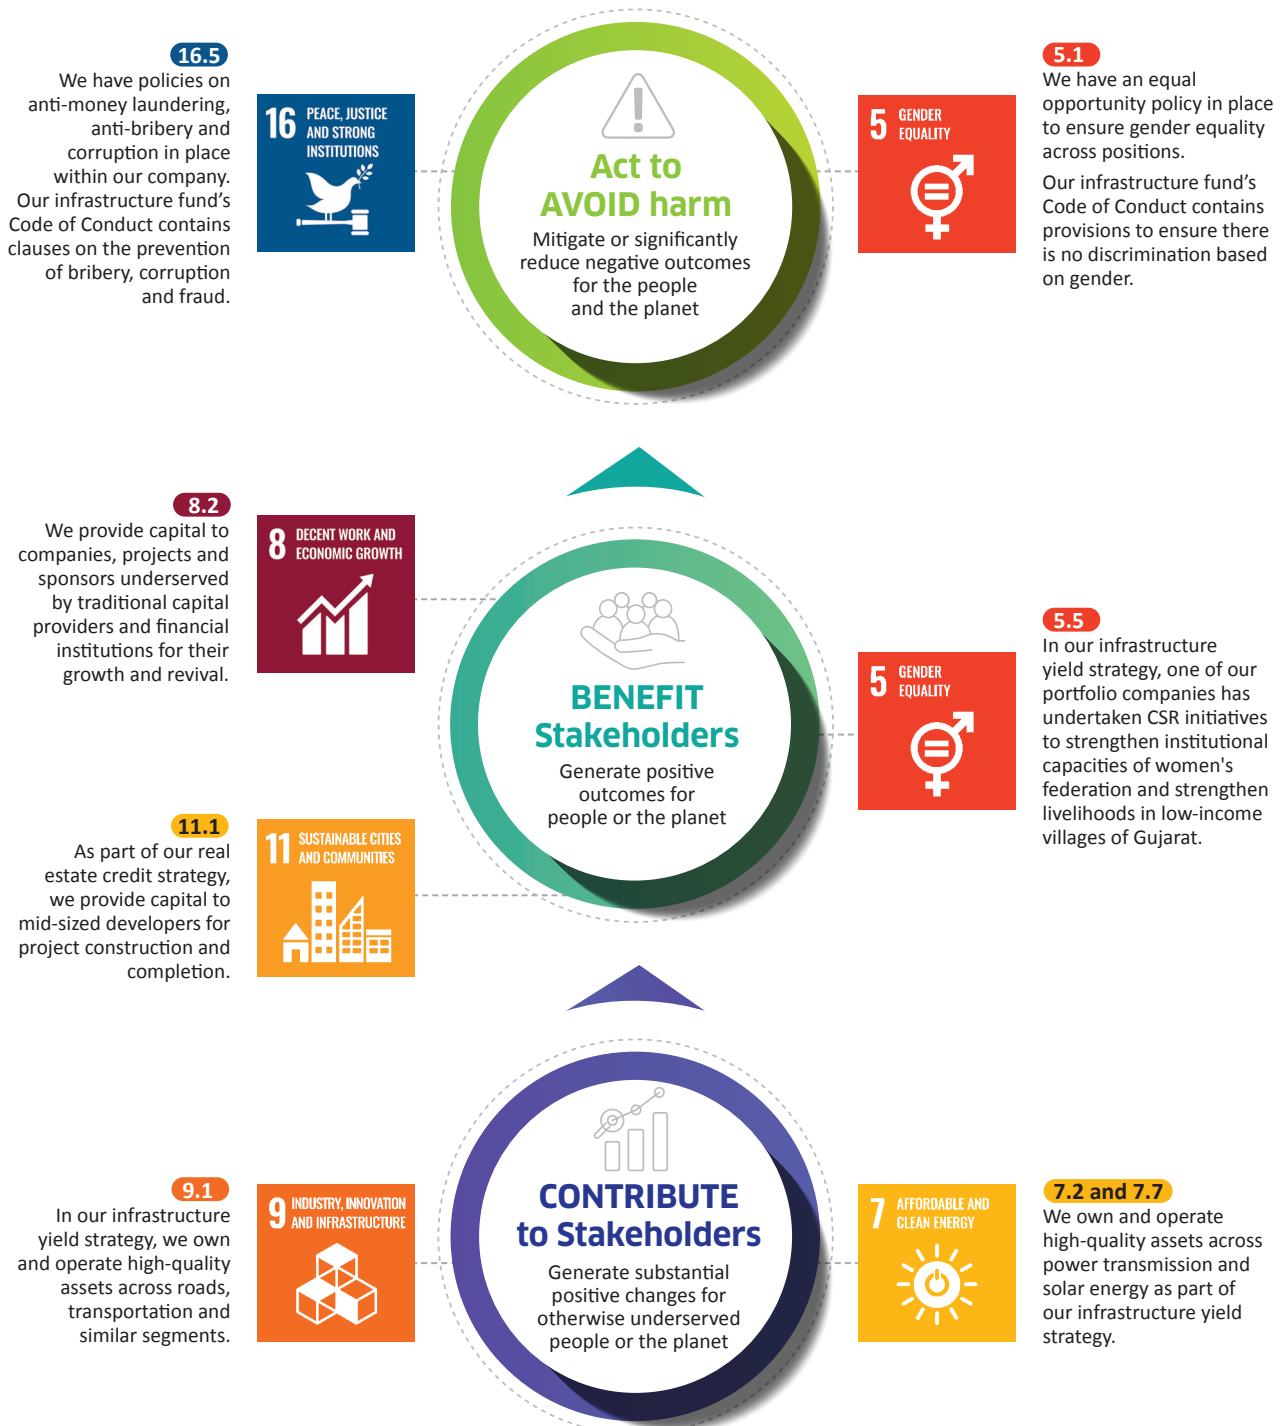 16.5
We have policies on
anti-money laundering,
anti-bribery and
corruption in place
within our company.
Our infrastructure fund’s
Code of Conduct contains
clauses on the prevention
of bribery, corruption
and fraud.
16 PEACE, JUSTICE
AND STRONG
INSTITUTIONS
Act to
AVOID harm
Mitigate or significantly
reduce negative outcomes
for the people
and the planet
5 GENDER
EQUALITY
5.1
We have an equal
opportunity policy in place
to ensure gender equality
across positions.
Our infrastructure fund’s
Code of Conduct contains
provisions to ensure there
is no discrimination based
on gender.
8.2
We provide capital to
companies, projects and
sponsors underserved
by traditional capital
providers and financial
institutions for their
growth and revival.
8 DECENT WORK AND
ECONOMIC GROWTH
11.1
As part of our real
estate credit strategy,
we provide capital to
mid-sized developers for
project construction and
completion.
11 SUSTAINABLE CITIES
AND COMMUNITIES
BENEFIT
Stakeholders
Generate positive
outcomes for
people or the planet
5 GENDER
EQUALITY
5.5
In our infrastructure
yield strategy, one of our
portfolio companies has
undertaken CSR initiatives
to strengthen institutional
capacities of women's
federation and strengthen
livelihoods in low-income
villages of Gujarat.
9.1
In our infrastructure
yield strategy, we own
and operate high-quality
assets across roads,
transportation and
similar segments.
9 INDUSTRY, INNOVATION
AND INFRASTRUCTURE
CONTRIBUTE
to Stakeholders
Generate substantial
positive changes for
otherwise underserved
people or the planet
7 AFFORDABLE AND
CLEAN ENERGY
7.2 and 7.7
We own and operate
high-quality assets across
power transmission and
solar energy as part of
our infrastructure yield
strategy.